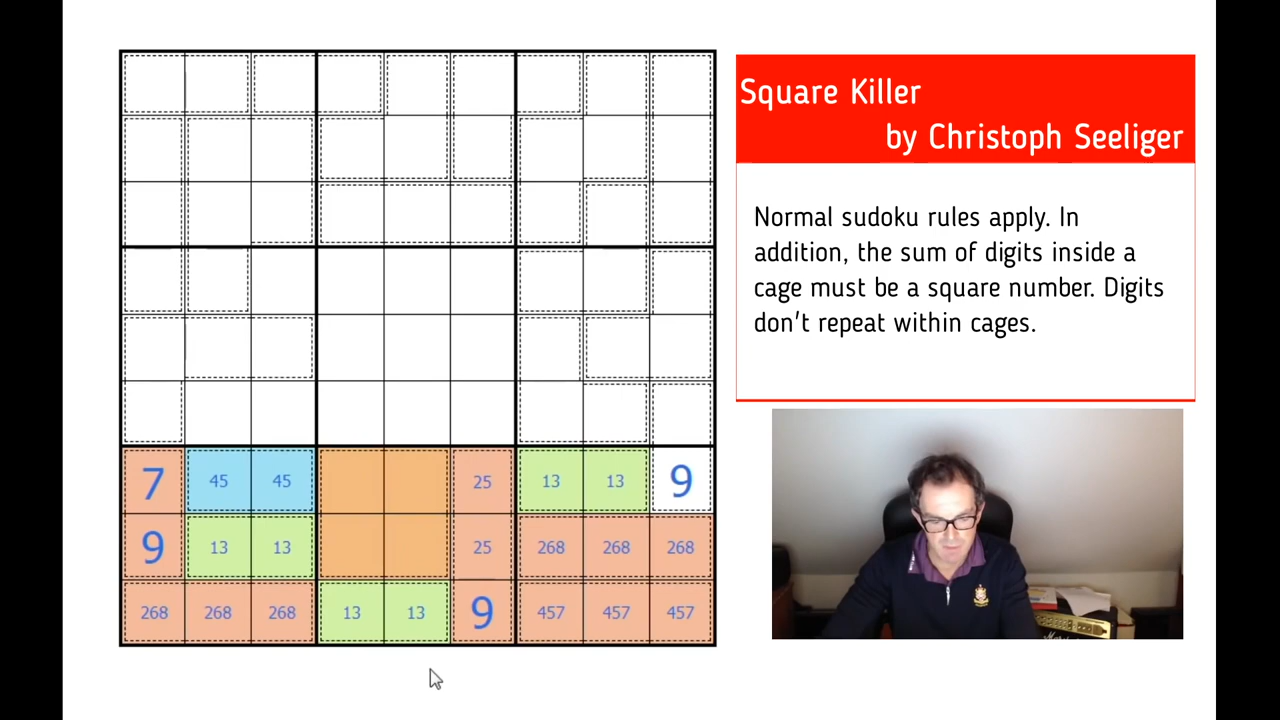 Square Killer
by Christoph Seeliger
Normal sudoku rules apply. In
addition, the sum of digits inside a
cage must be a square number. Digits
don't repeat within cages.
7 45 45 25 13 13 9
9 13 13 25 268 268 268
268 268 268 13 13 9 457 457 457